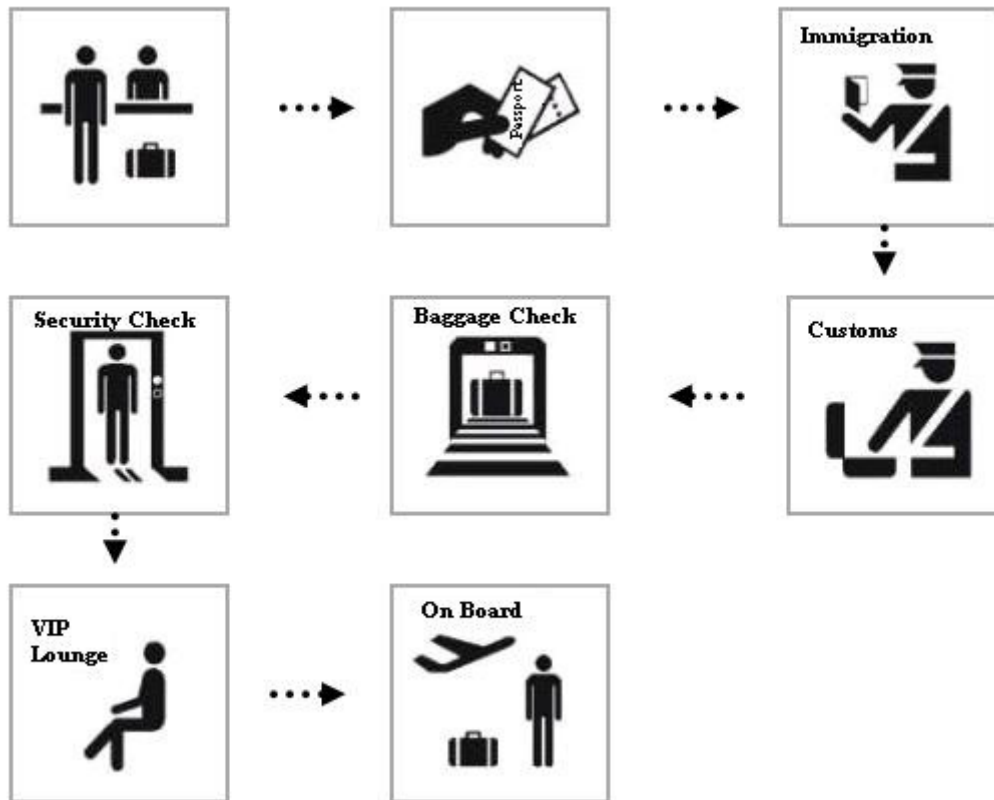 Passport
Immigration
Customs
Baggage Check
Security Check
VIP
Lounge
On Board